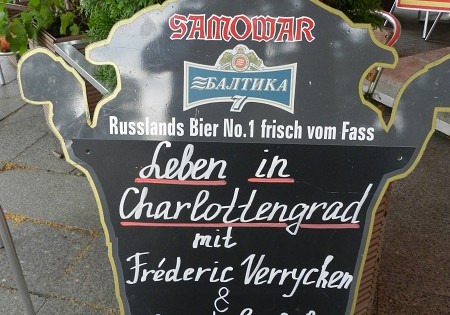 SAMOWAR
БАЛТИКА
7
Russlands Bier No.1 frisch vom Fass
Leben in
Charlottengrad
mit
Fréderic Verrycken
&